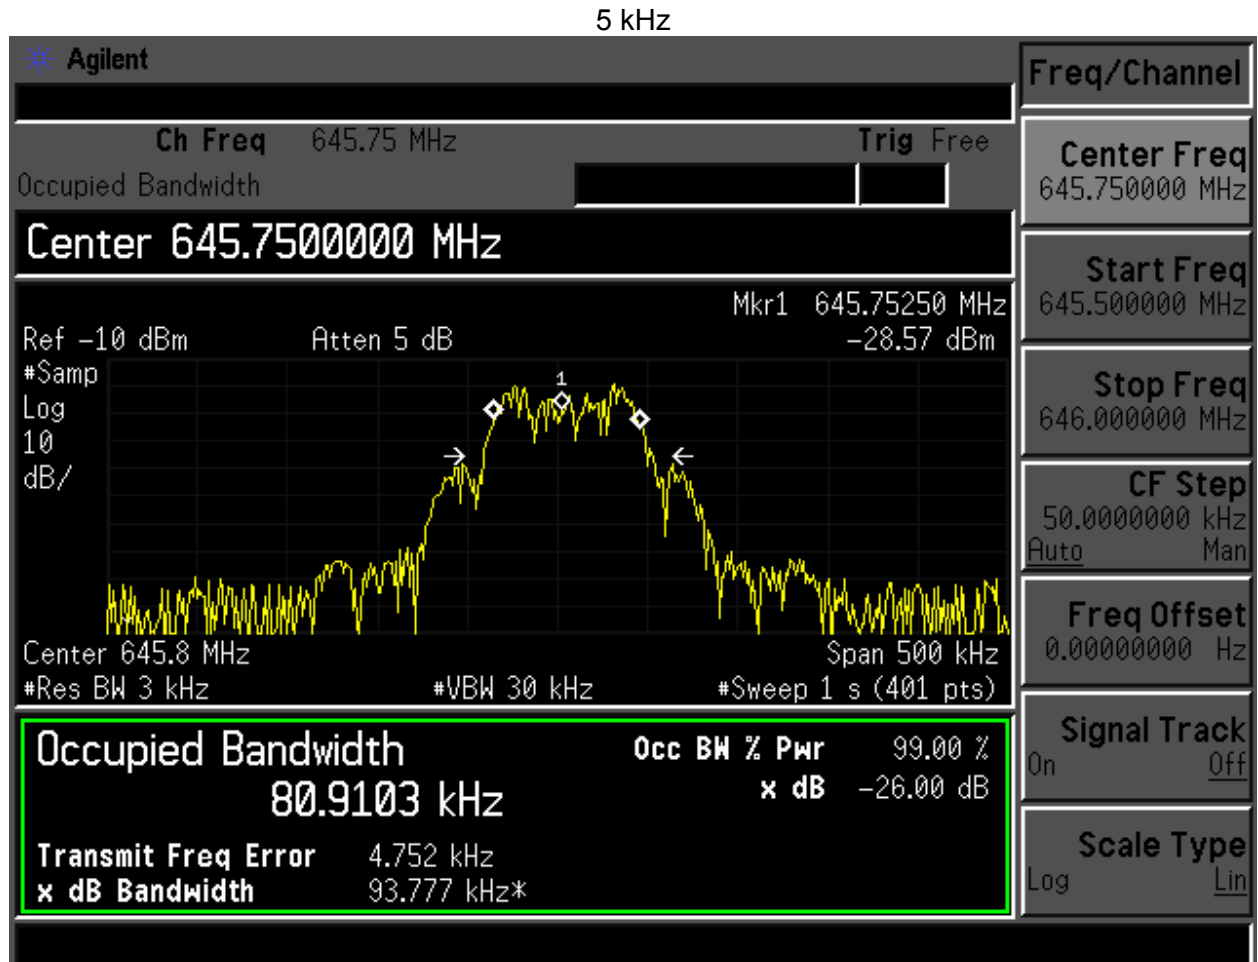 5 kHz
Agilent
Freq/Channel
Ch Freq 645.75 MHz Trig Free
Occupied Bandwidth
Center Freq
645.750000 MHz
Center 645.7500000 MHz
Start Freq
645.500000 MHz
Mkr1 645.75250 MHz
Ref -10 dBm Atten 5 dB -28.57 dBm
#Samp
Log
10
dB/
1
Stop Freq
646.000000 MHz
CF Step
50.0000000 kHz
Auto Man
Freq Offset
0.00000000 Hz
Center 645.8 MHz Span 500 kHz
#Res BW 3 kHz #VBW 30 kHz #Sweep 1 s (401 pts)
Signal Track
On Off
Occupied Bandwidth
80.9103 kHz
Occ BW % Pwr 99.00 %
x dB -26.00 dB
Transmit Freq Error 4.752 kHz
x dB Bandwidth 93.777 kHz*
Scale Type
Log Lin